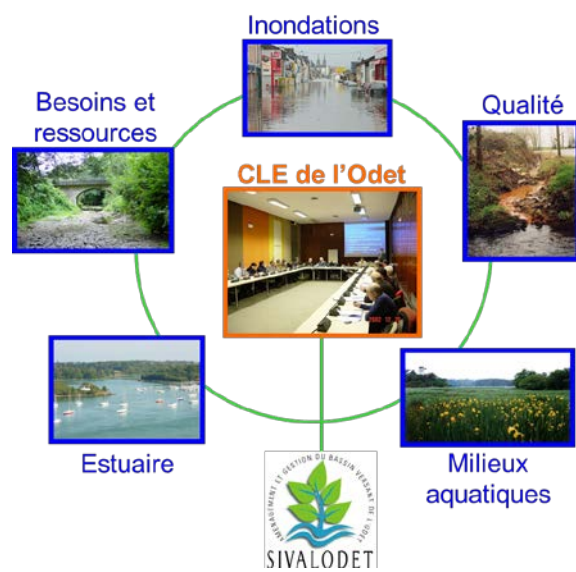 Inondations
Besoins et
ressources
Qualité
CLE de l'Odet
Estuaire
Milieux
aquatiques
AMENAGEMENT ET GESTION DU BASSIN VERSANT DE L'ODET
SIVALODET